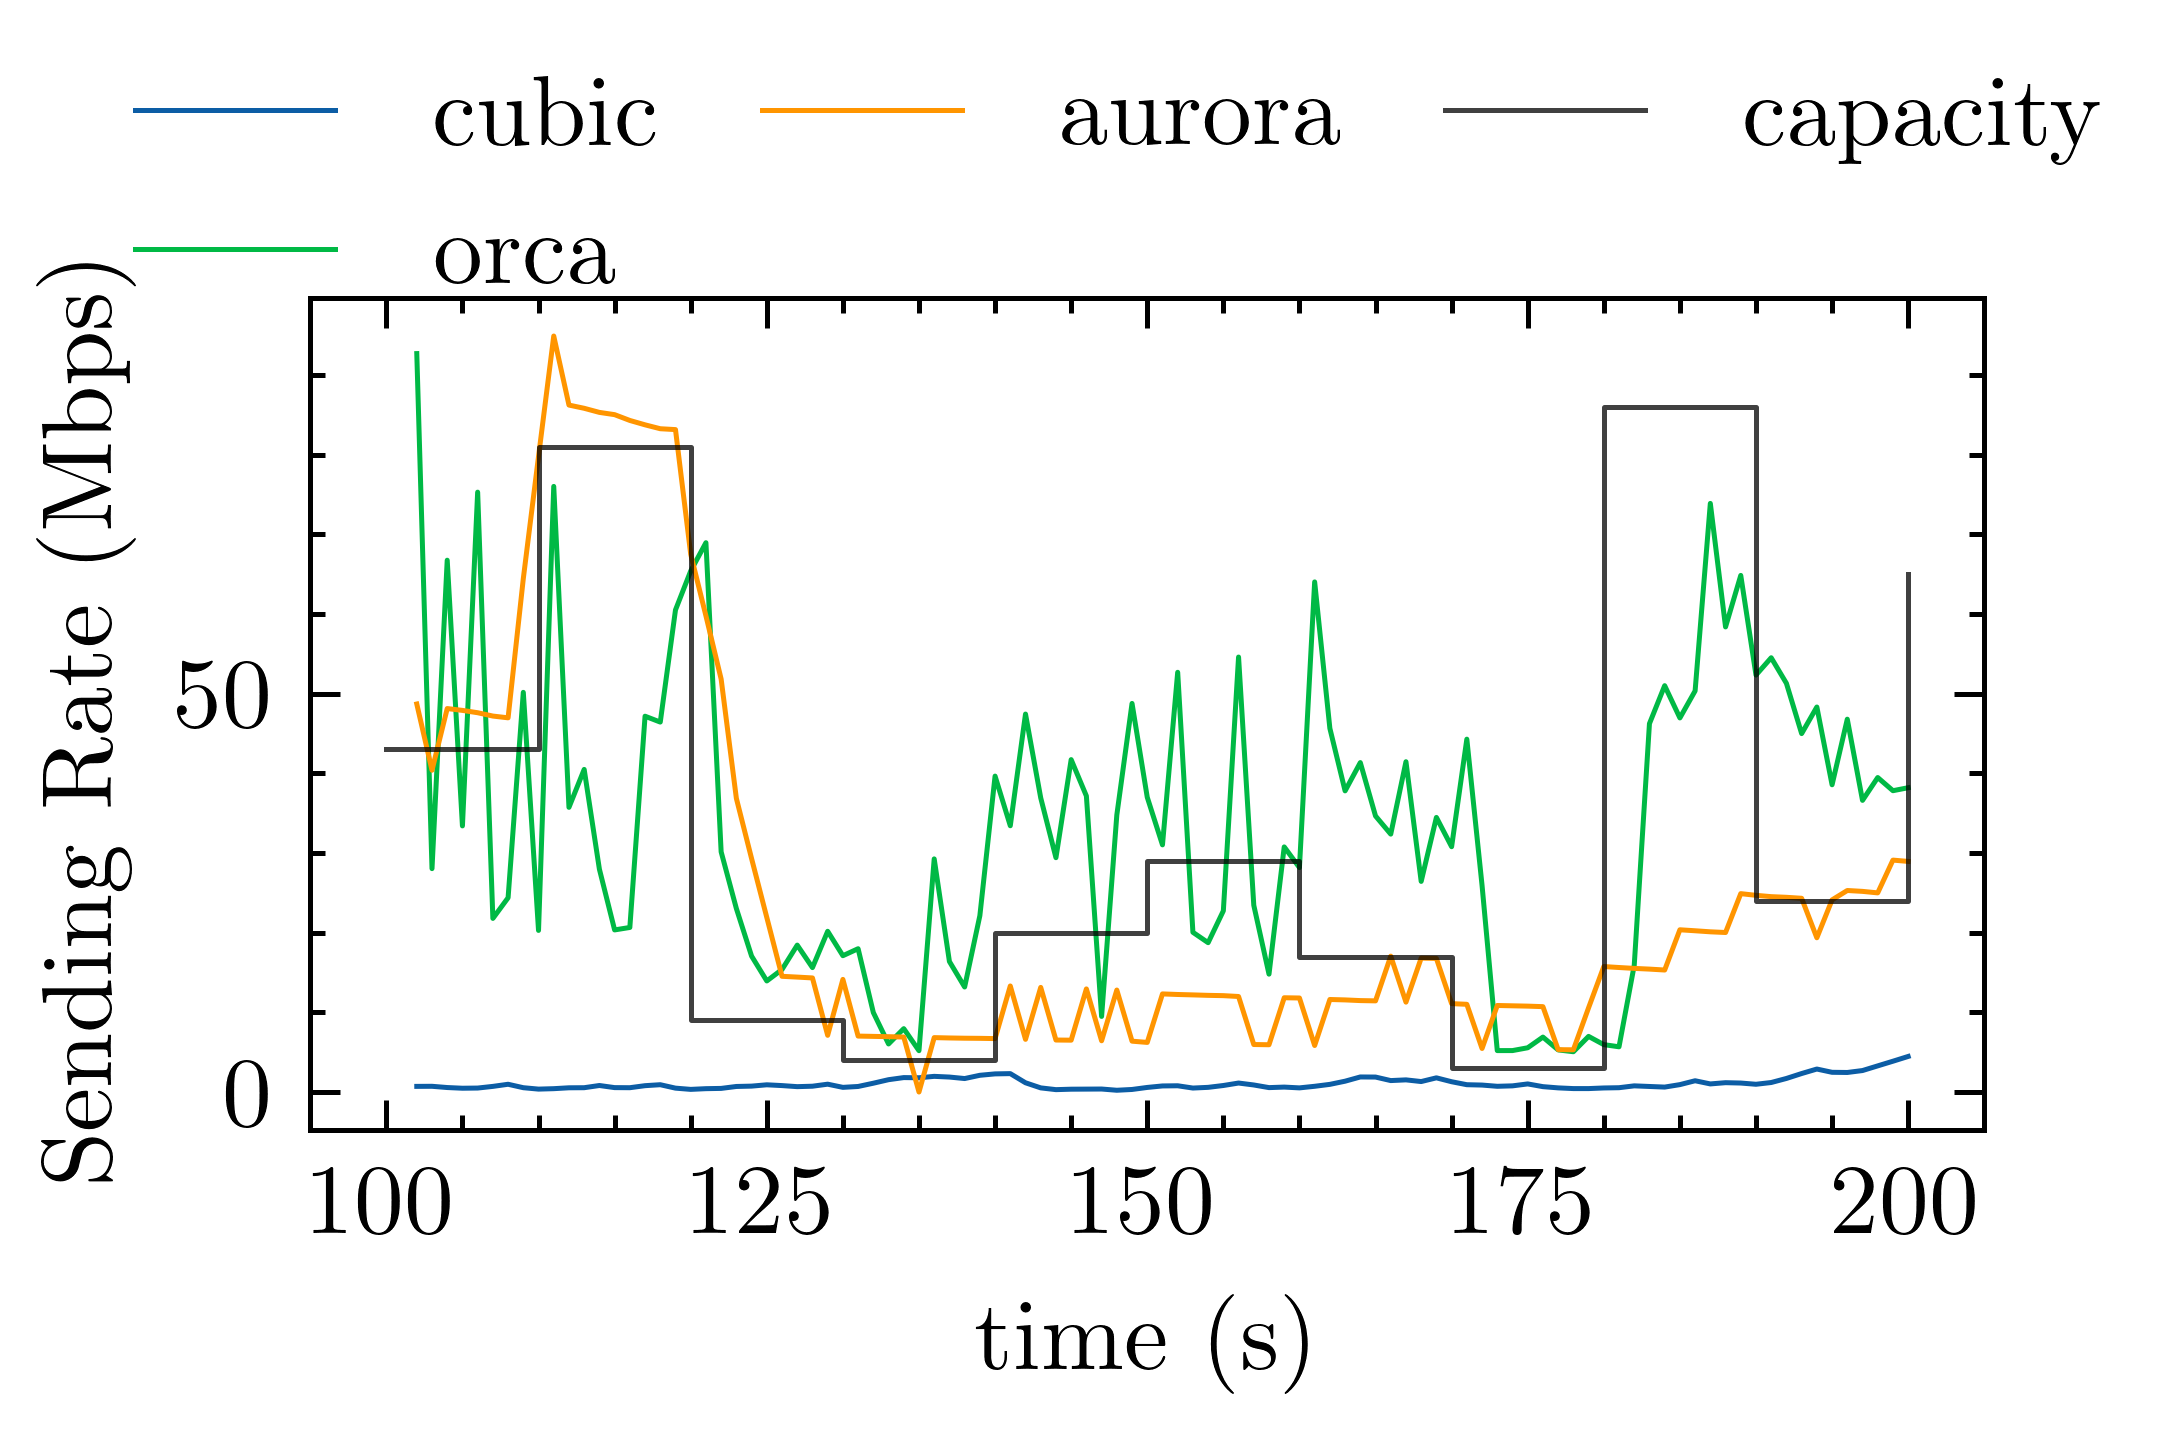 cubic
aurora
capacity
orca
Sending Rate (Mbps)
50
0
100 125 150 175 200
time (s)